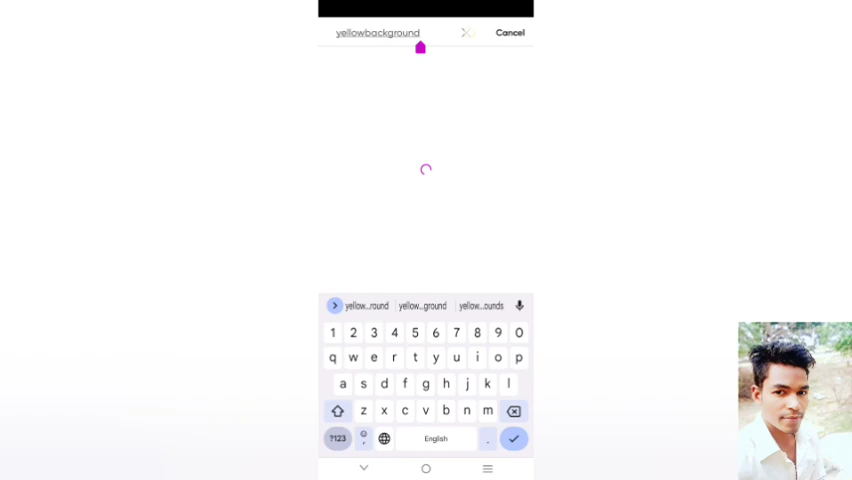 yellowbackground Cancel
yellow...round yellow...ground yellow...ounds
1 2 3 4 5 6 7 8 9 0
q w e r t y u i o p
a s d f g h j k l
z x c v b n m
?123 , English .